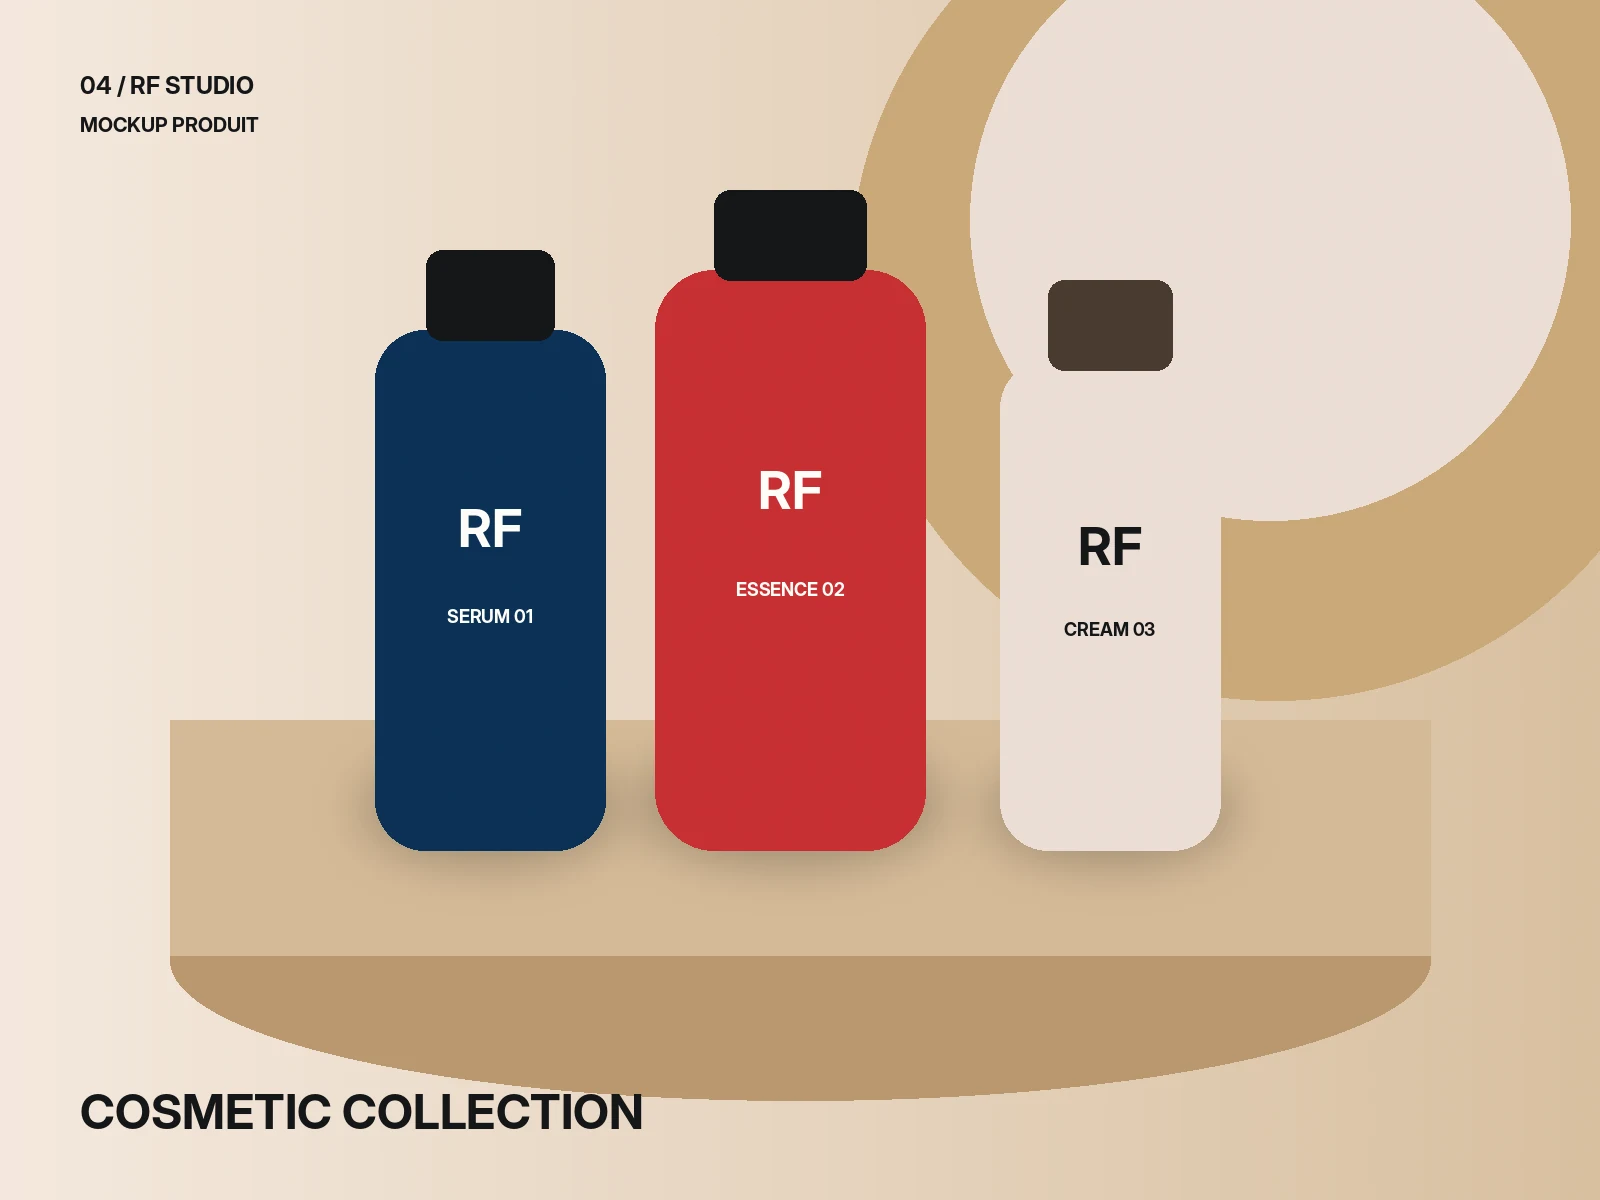 04 / RF STUDIO
MOCKUP PRODUIT
RF
SERUM 01
RF
ESSENCE 02
RF
CREAM 03
COSMETIC COLLECTION